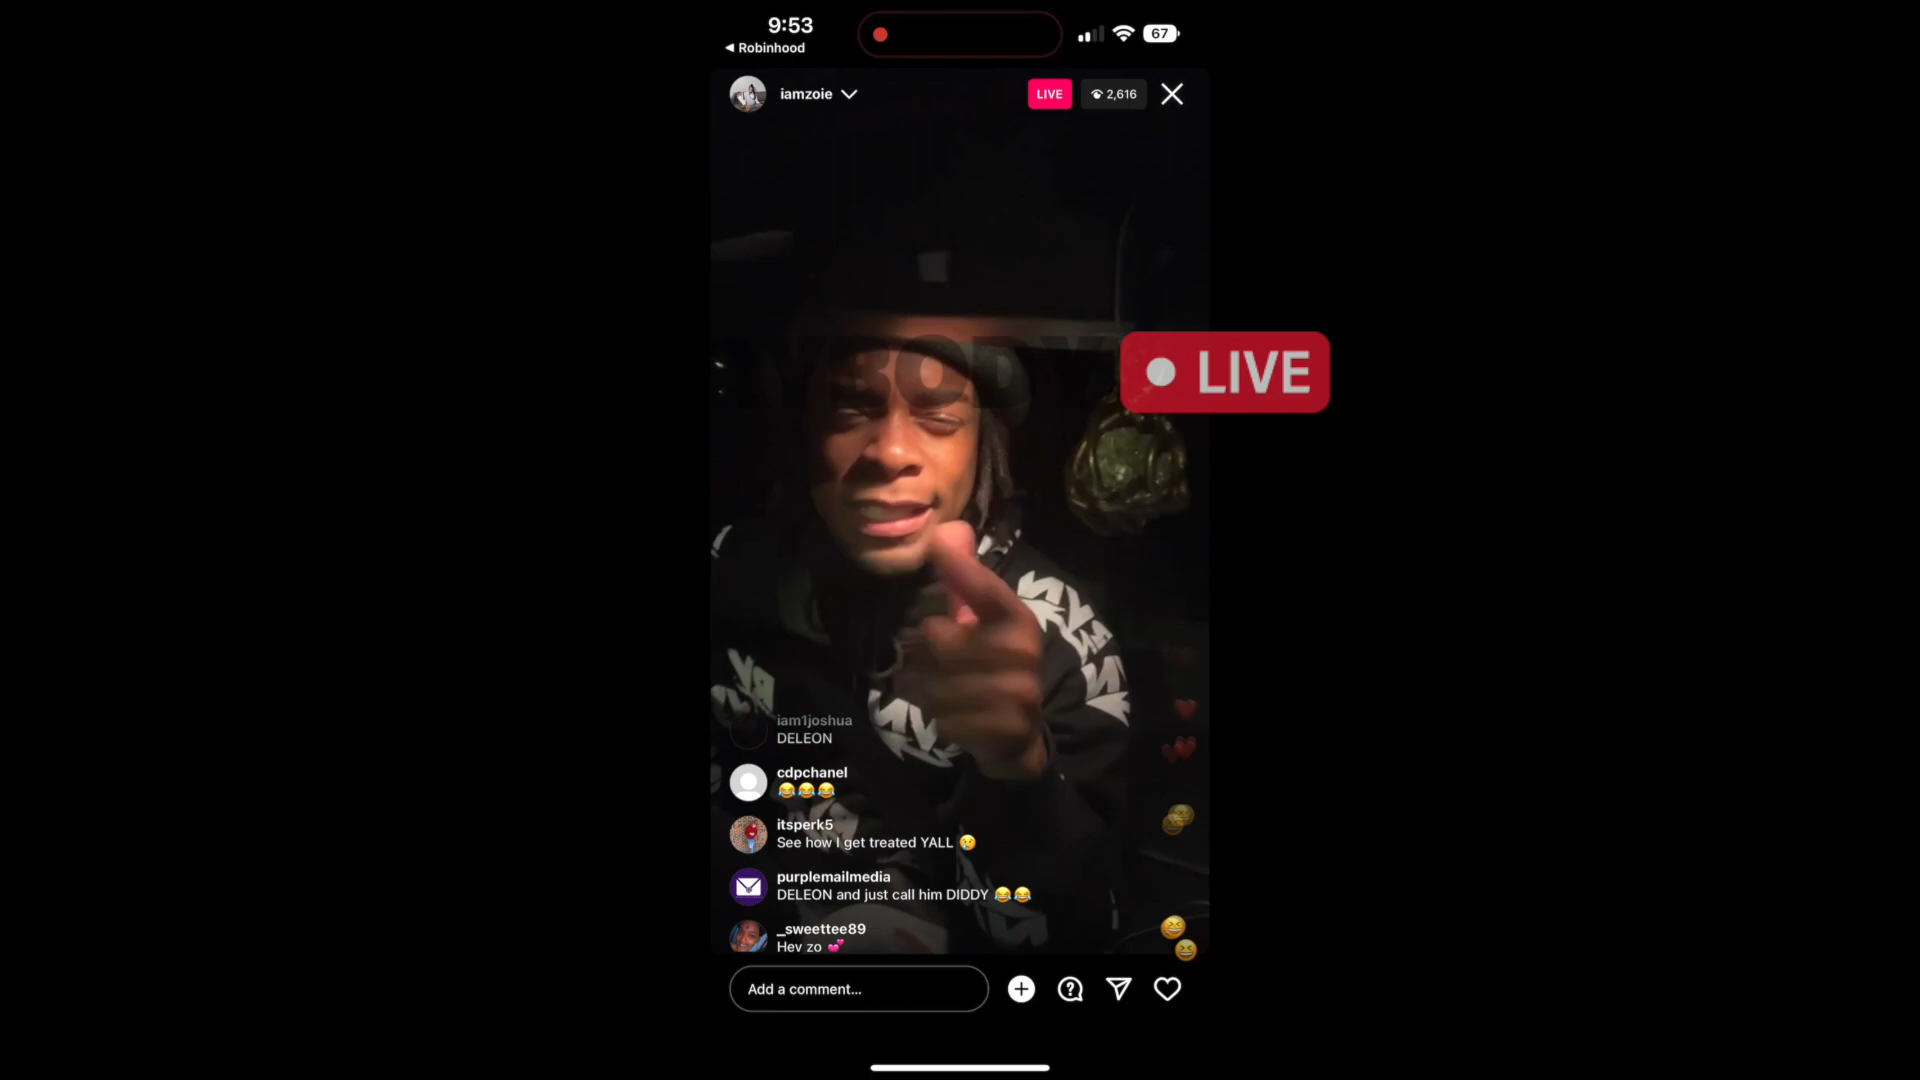 9:53
67
◀ Robinhood
iamzoie
LIVE
2,616
YBODY
LIVE
iam1joshua
DELEON
cdpchanel
😂😂😂
itsperk5
See how I get treated YALL 😢
purplemailmedia
DELEON and just call him DIDDY 😂😂
_sweettee89
Hey zo 💕
Add a comment...